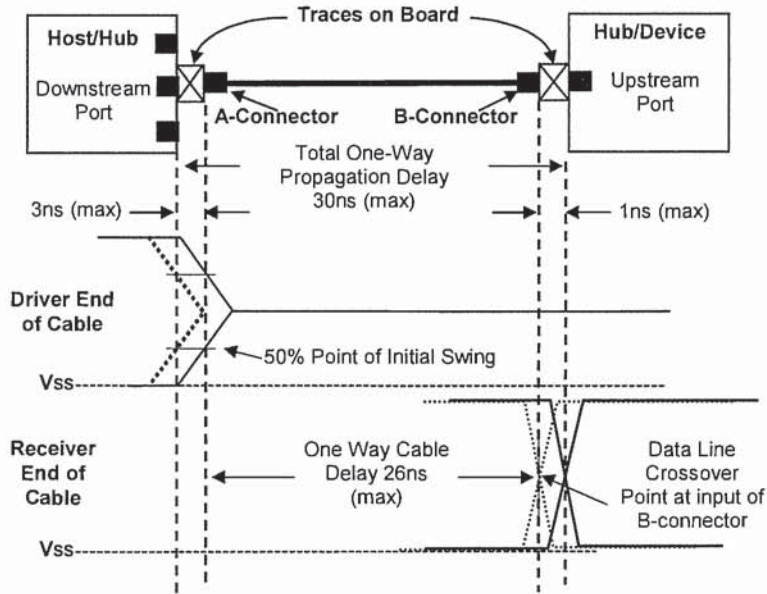 Traces on Board
Host/Hub
Downstream
Port
A-Connector
B-Connector
Hub/Device
Upstream
Port
Total One-Way
Propagation Delay
30ns (max)
3ns (max)
1ns (max)
Driver End
of Cable
50% Point of Initial Swing
Vss
Receiver
End of
Cable
One Way Cable
Delay 26ns
(max)
Data Line
Crossover
Point at input of
B-connector
Vss